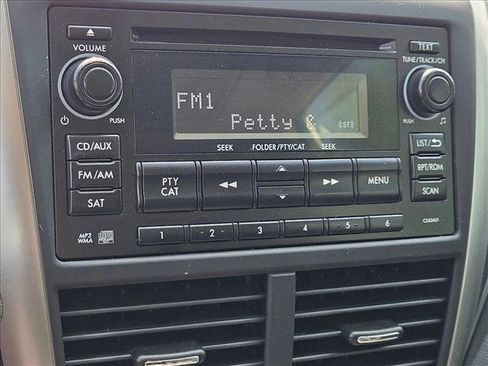 VOLUME
TEXT
TUNE/TRACK/CH
FM1
Petty &
(ST)
PUSH
PUSH
SEEK
FOLDER/PTY/CAT
SEEK
CD/AUX
LIST/
FM/AM
PTY
CAT
MENU
RPT/RDM
SAT
SCAN
MP3
WMA
1
2
3
4
5
6